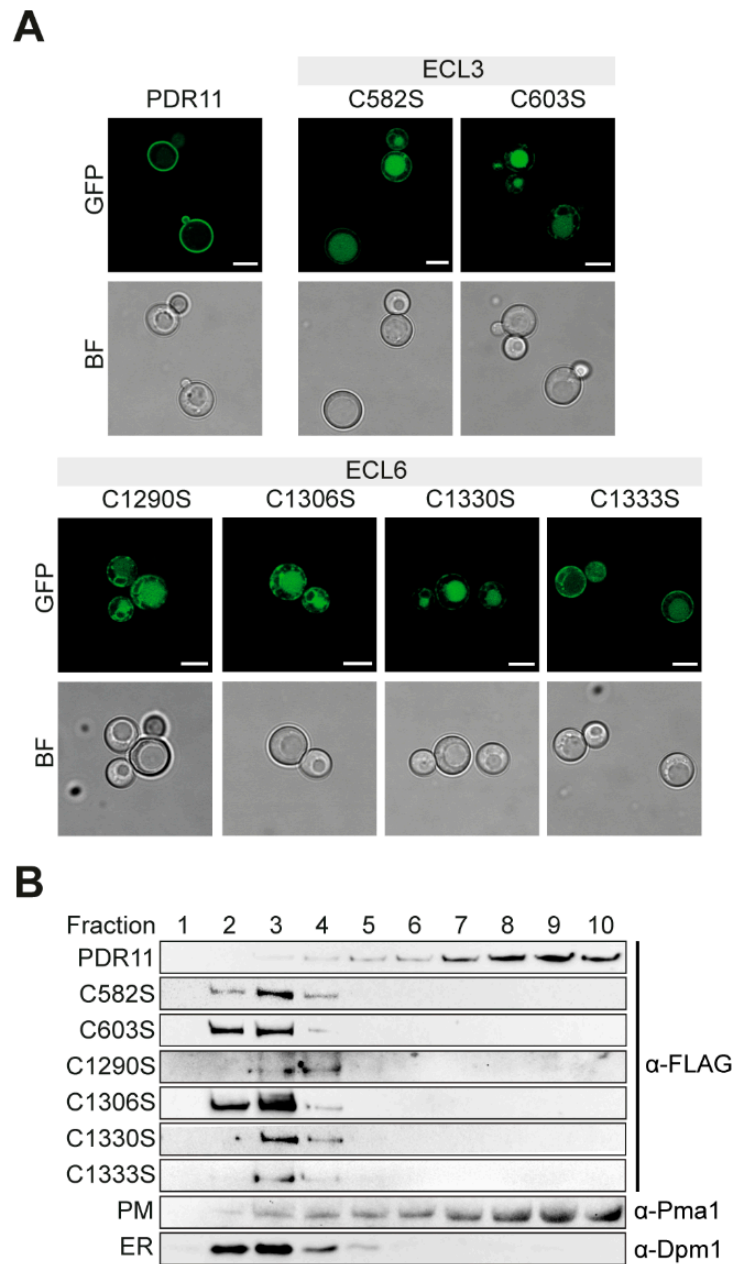 A
ECL3
PDR11 C582S C603S
GFP
BF
ECL6
C1290S C1306S C1330S C1333S
GFP
BF
B
Fraction 1 2 3 4 5 6 7 8 9 10
PDR11
C582S
C603S
C1290S
α-FLAG
C1306S
C1330S
C1333S
PM α-Pma1
ER α-Dpm1